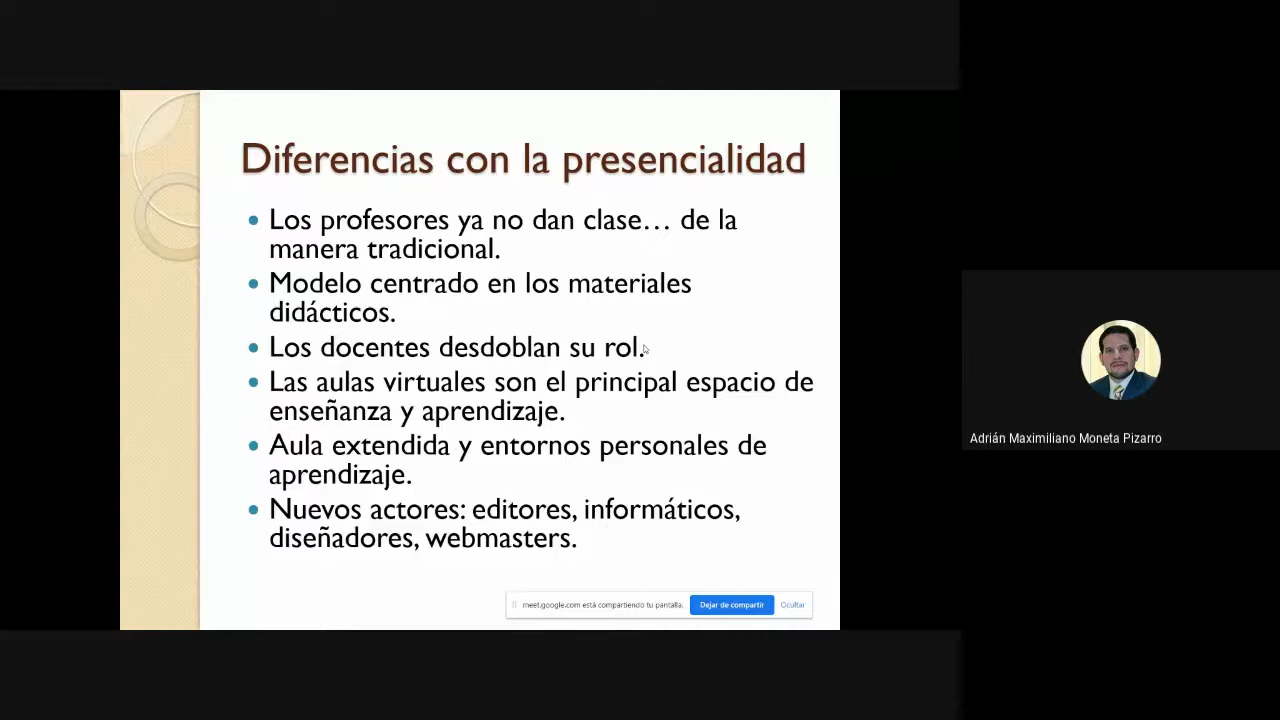 Diferencias con la presencialidad
Los profesores ya no dan clase… de la
manera tradicional.
Modelo centrado en los materiales
didácticos.
Los docentes desdoblan su rol.
Las aulas virtuales son el principal espacio de
enseñanza y aprendizaje.
Aula extendida y entornos personales de
aprendizaje.
Nuevos actores: editores, informáticos,
diseñadores, webmasters.
meet.google.com está compartiendo tu pantalla. Dejar de compartir Ocultar
Adrián Maximiliano Moneta Pizarro